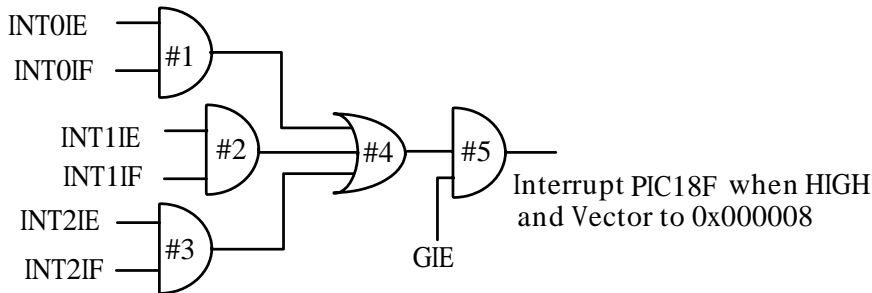 INT0IE
INT0IF
#1
INT1IE
INT1IF
#2
INT2IE
INT2IF
#3
#4
#5
GIE
Interrupt PIC18F when HIGH
and Vector to 0x000008